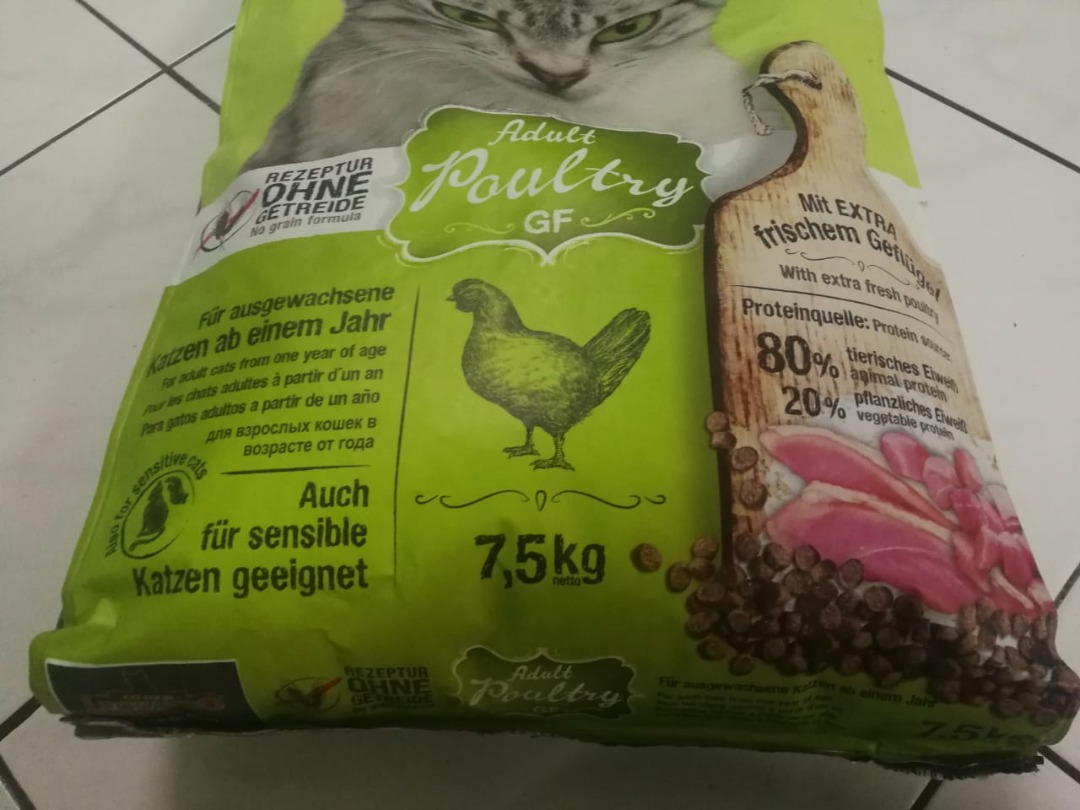 Adult
Poultry
GF
REZEPTUR
OHNE
GETREIDE
No grain formula
Für ausgewachsene
Katzen ab einem Jahr
For adult cats from one year of age
Pour les chats adultes à partir d'un an
Para gatos adultos a partir de un año
для взрослых кошек в
возрасте от года
also for sensitive cats
Auch
für sensible
Katzen geeignet
7,5kg
netto
Mit EXTRA
frischem Geflügel
With extra fresh poultry
Proteinquelle: Protein source:
80% tierisches Eiweiß
animal protein
20% pflanzliches Eiweiß
vegetable protein
REZEPTUR
OHNE
GETREIDE
Adult
Poultry
GF
Für ausgewachsene Katzen ab einem Jahr
7,5